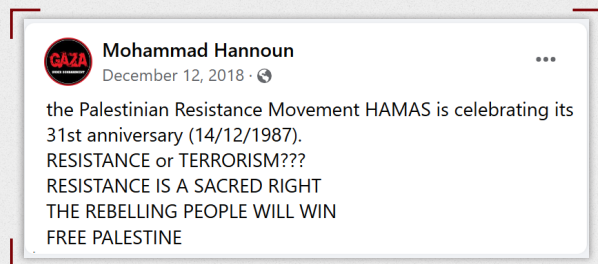 GAZA
Mohammad Hannoun
December 12, 2018 ·
the Palestinian Resistance Movement HAMAS is celebrating its
31st anniversary (14/12/1987).
RESISTANCE or TERRORISM???
RESISTANCE IS A SACRED RIGHT
THE REBELLING PEOPLE WILL WIN
FREE PALESTINE